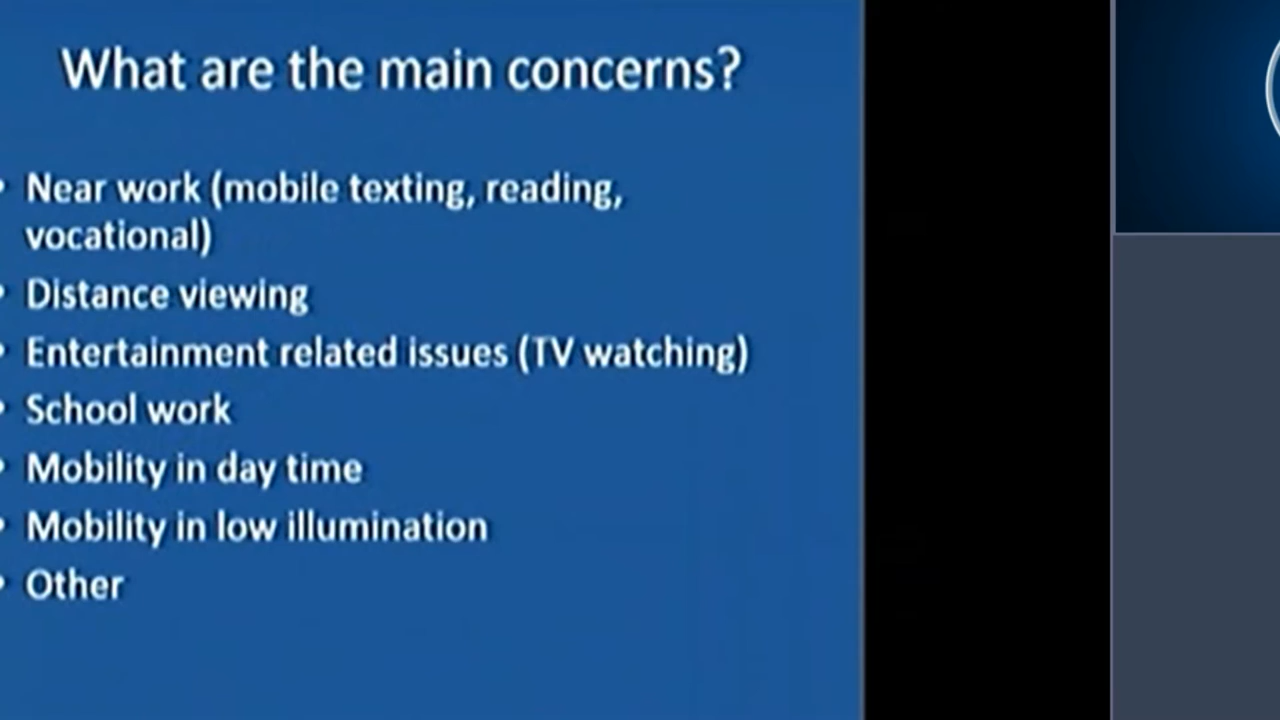 What are the main concerns?
• Near work (mobile texting, reading,
vocational)
• Distance viewing
• Entertainment related issues (TV watching)
• School work
• Mobility in day time
• Mobility in low illumination
• Other